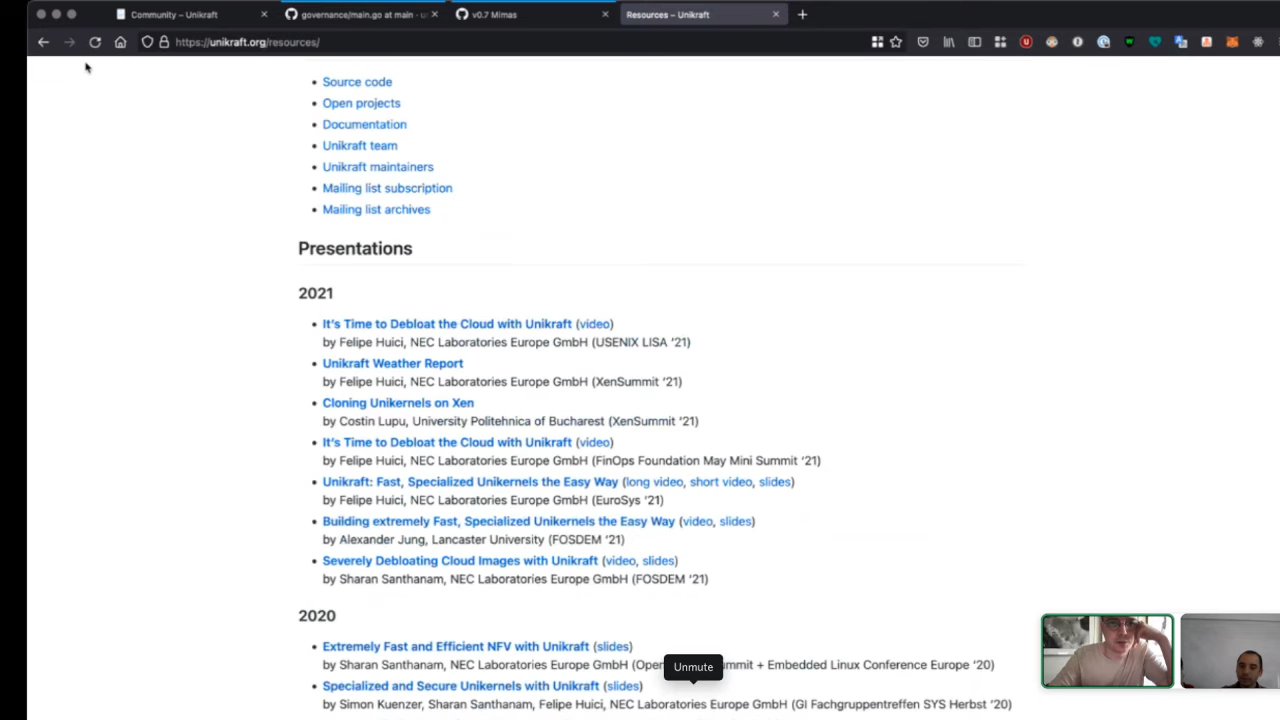 Community – Unikraft
governance/main.go at main · u
v0.7 Mimas
Resources – Unikraft
https://unikraft.org/resources/
Source code
Open projects
Documentation
Unikraft team
Unikraft maintainers
Mailing list subscription
Mailing list archives
Presentations
2021
It's Time to Debloat the Cloud with Unikraft (video)
by Felipe Huici, NEC Laboratories Europe GmbH (USENIX LISA '21)
Unikraft Weather Report
by Felipe Huici, NEC Laboratories Europe GmbH (XenSummit '21)
Cloning Unikernels on Xen
by Costin Lupu, University Politehnica of Bucharest (XenSummit '21)
It's Time to Debloat the Cloud with Unikraft (video)
by Felipe Huici, NEC Laboratories Europe GmbH (FinOps Foundation May Mini Summit '21)
Unikraft: Fast, Specialized Unikernels the Easy Way (long video, short video, slides)
by Felipe Huici, NEC Laboratories Europe GmbH (EuroSys '21)
Building extremely Fast, Specialized Unikernels the Easy Way (video, slides)
by Alexander Jung, Lancaster University (FOSDEM '21)
Severely Debloating Cloud Images with Unikraft (video, slides)
by Sharan Santhanam, NEC Laboratories Europe GmbH (FOSDEM '21)
2020
Extremely Fast and Efficient NFV with Unikraft (slides)
by Sharan Santhanam, NEC Laboratories Europe GmbH (Open ummit + Embedded Linux Conference Europe '20)
Unmute
Specialized and Secure Unikernels with Unikraft (slides)
by Simon Kuenzer, Sharan Santhanam, Felipe Huici, NEC Laboratories Europe GmbH (GI Fachgruppentreffen SYS Herbst '20)